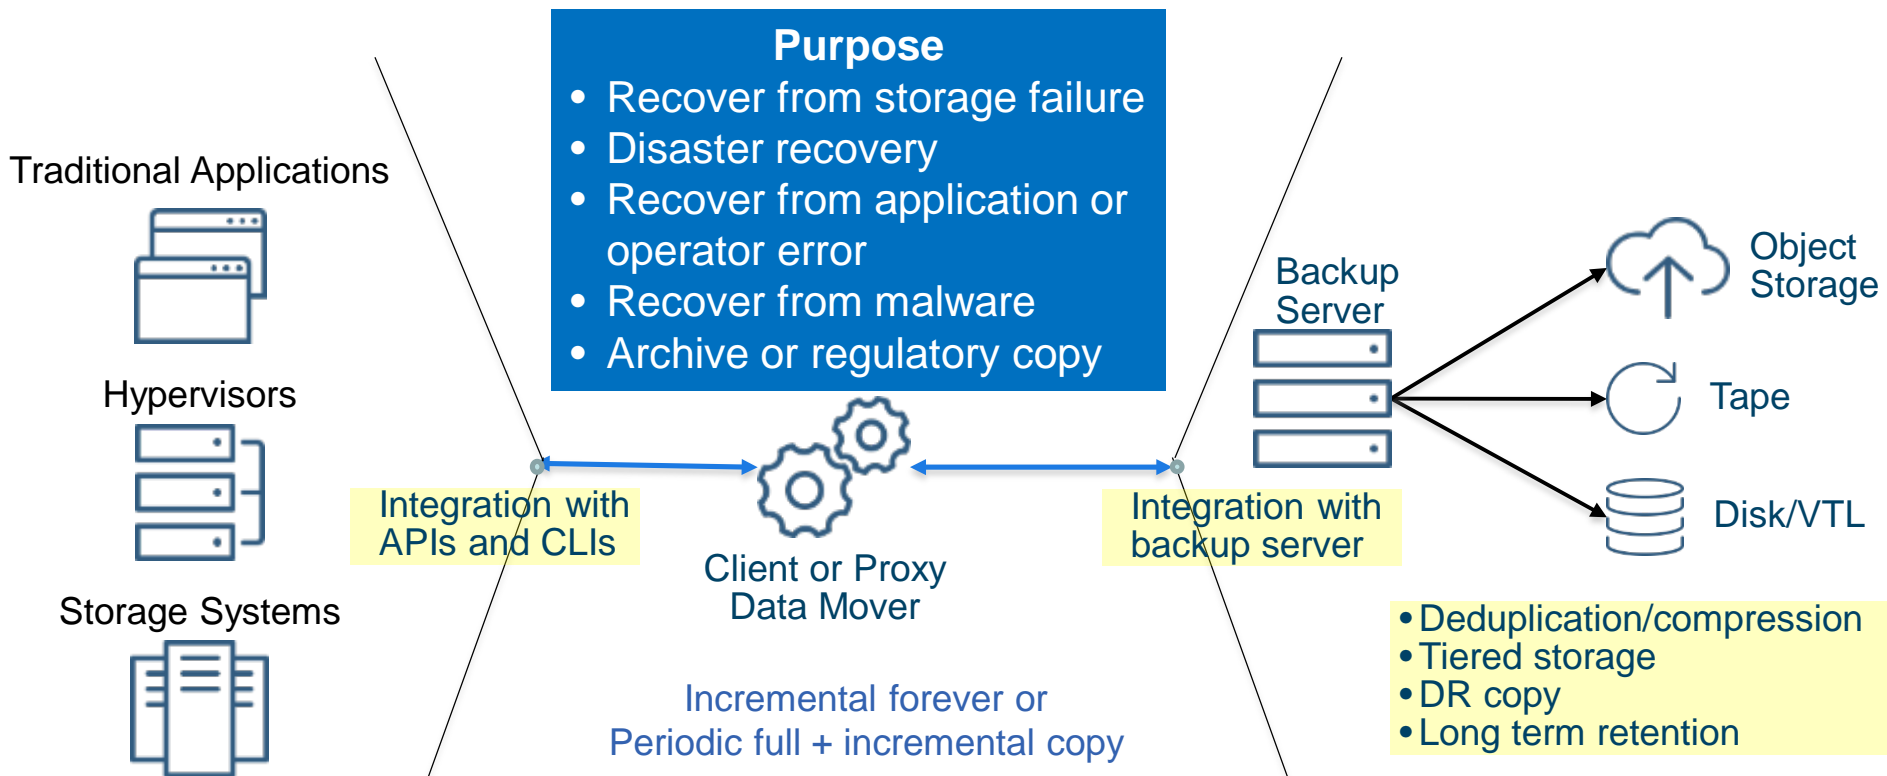 Purpose
• Recover from storage failure
• Disaster recovery
• Recover from application or
operator error
• Recover from malware
• Archive or regulatory copy
Traditional Applications
Hypervisors
Storage Systems
Integration with
APIs and CLIs
Client or Proxy
Data Mover
Incremental forever or
Periodic full + incremental copy
Integration with
backup server
Backup
Server
Object
Storage
Tape
Disk/VTL
• Deduplication/compression
• Tiered storage
• DR copy
• Long term retention